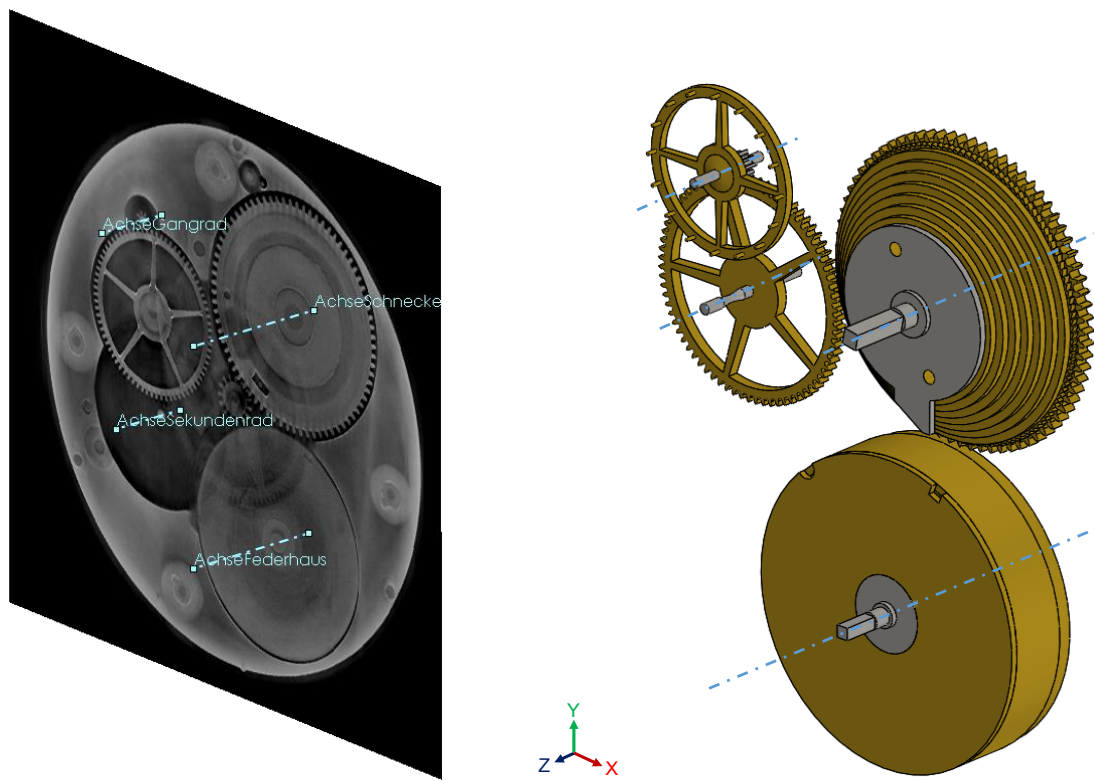 AchseGangrad
AchseSchnecke
AchseSekundenrad
AchseFederhaus
Y
Z
X